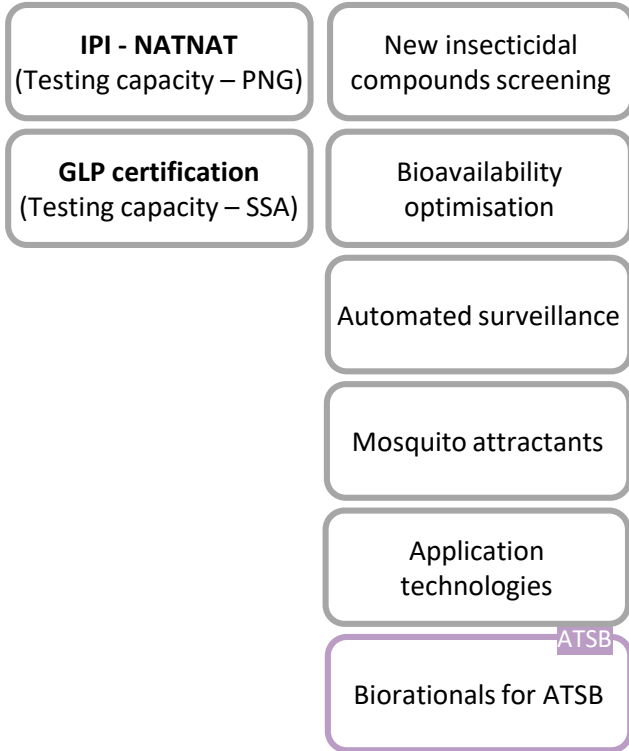 IPI - NATNAT
(Testing capacity – PNG)
GLP certification
(Testing capacity – SSA)
New insecticidal
compounds screening
Bioavailability
optimisation
Automated surveillance
Mosquito attractants
Application
technologies
ATSB
Biorationals for ATSB